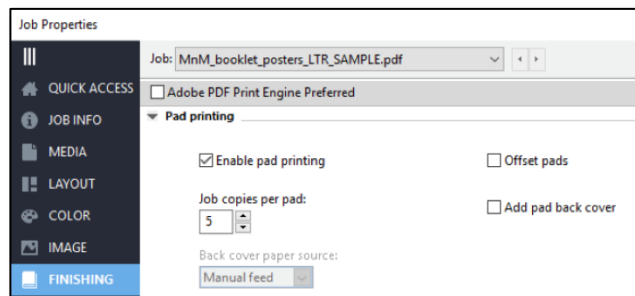 Job Properties
Job: MnM_booklet_posters_LTR_SAMPLE.pdf
QUICK ACCESS
Adobe PDF Print Engine Preferred
JOB INFO
Pad printing
MEDIA
Enable pad printing
Offset pads
LAYOUT
Job copies per pad:
Add pad back cover
COLOR
5
IMAGE
Back cover paper source:
FINISHING
Manual feed